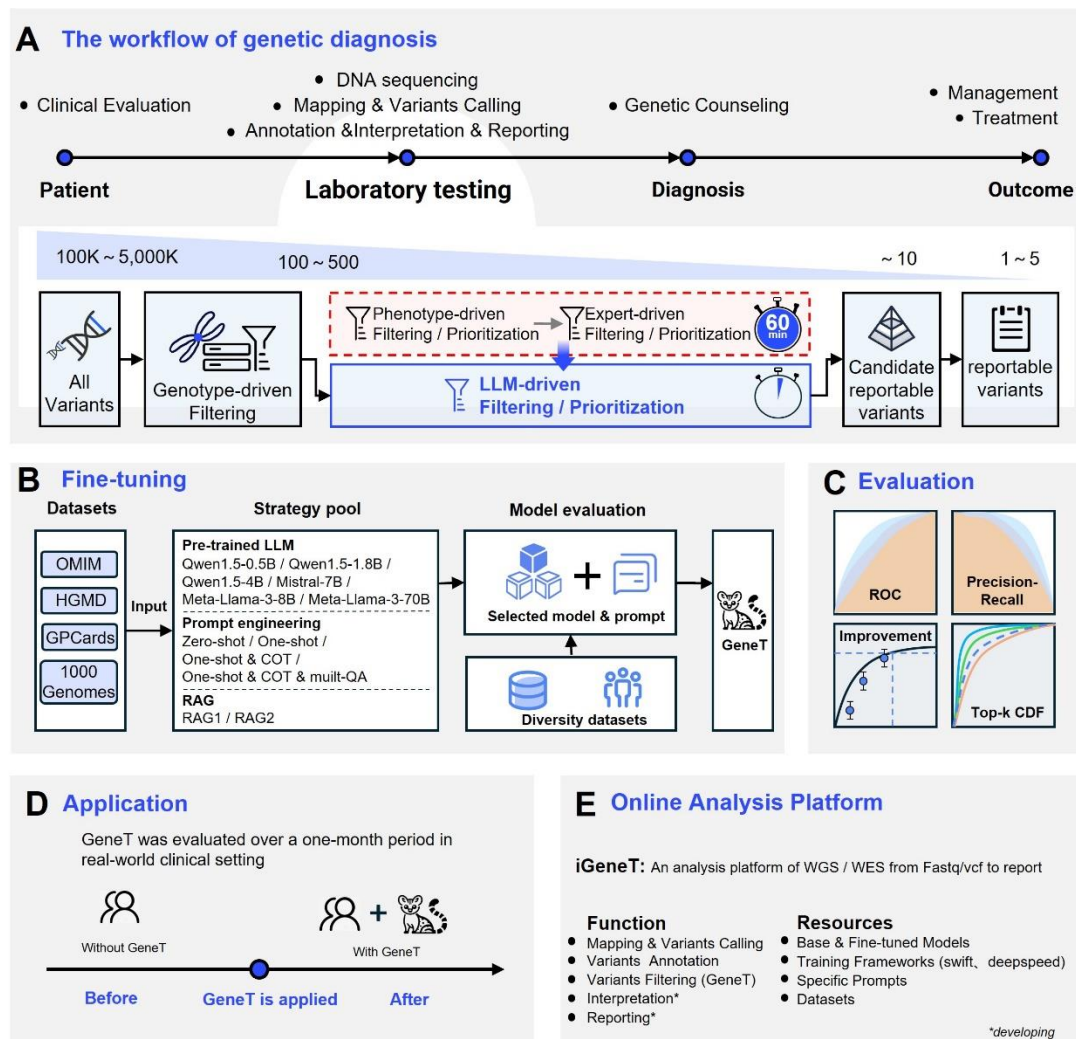 A The workflow of genetic diagnosis
• DNA sequencing
• Clinical Evaluation
• Mapping & Variants Calling
• Annotation &Interpretation & Reporting
• Genetic Counseling
• Management
• Treatment
Patient
Laboratory testing
Diagnosis
Outcome
100K ~ 5,000K
100 ~ 500
~ 10
1 ~ 5
All
Variants
Genotype-driven
Filtering
Phenotype-driven
Filtering / Prioritization
Expert-driven
Filtering / Prioritization
60
min
LLM-driven
Filtering / Prioritization
Candidate
reportable
variants
reportable
variants
B Fine-tuning
Datasets
OMIM
HGMD
GPCards
1000
Genomes
Input
Strategy pool
Pre-trained LLM
Qwen1.5-0.5B / Qwen1.5-1.8B /
Qwen1.5-4B / Mistral-7B /
Meta-Llama-3-8B / Meta-Llama-3-70B
Prompt engineering
Zero-shot / One-shot /
One-shot & COT /
One-shot & COT & muilt-QA
RAG
RAG1 / RAG2
Model evaluation
Selected model & prompt
Diversity datasets
GeneT
C Evaluation
ROC
Precision-
Recall
Improvement
Top-k CDF
D Application
GeneT was evaluated over a one-month period in
real-world clinical setting
Without GeneT
With GeneT
Before
GeneT is applied
After
E Online Analysis Platform
iGeneT: An analysis platform of WGS / WES from Fastq/vcf to report
Function
• Mapping & Variants Calling
• Variants Annotation
• Variants Filtering (GeneT)
• Interpretation*
• Reporting*
Resources
• Base & Fine-tuned Models
• Training Frameworks (swift、deepspeed)
• Specific Prompts
• Datasets
*developing